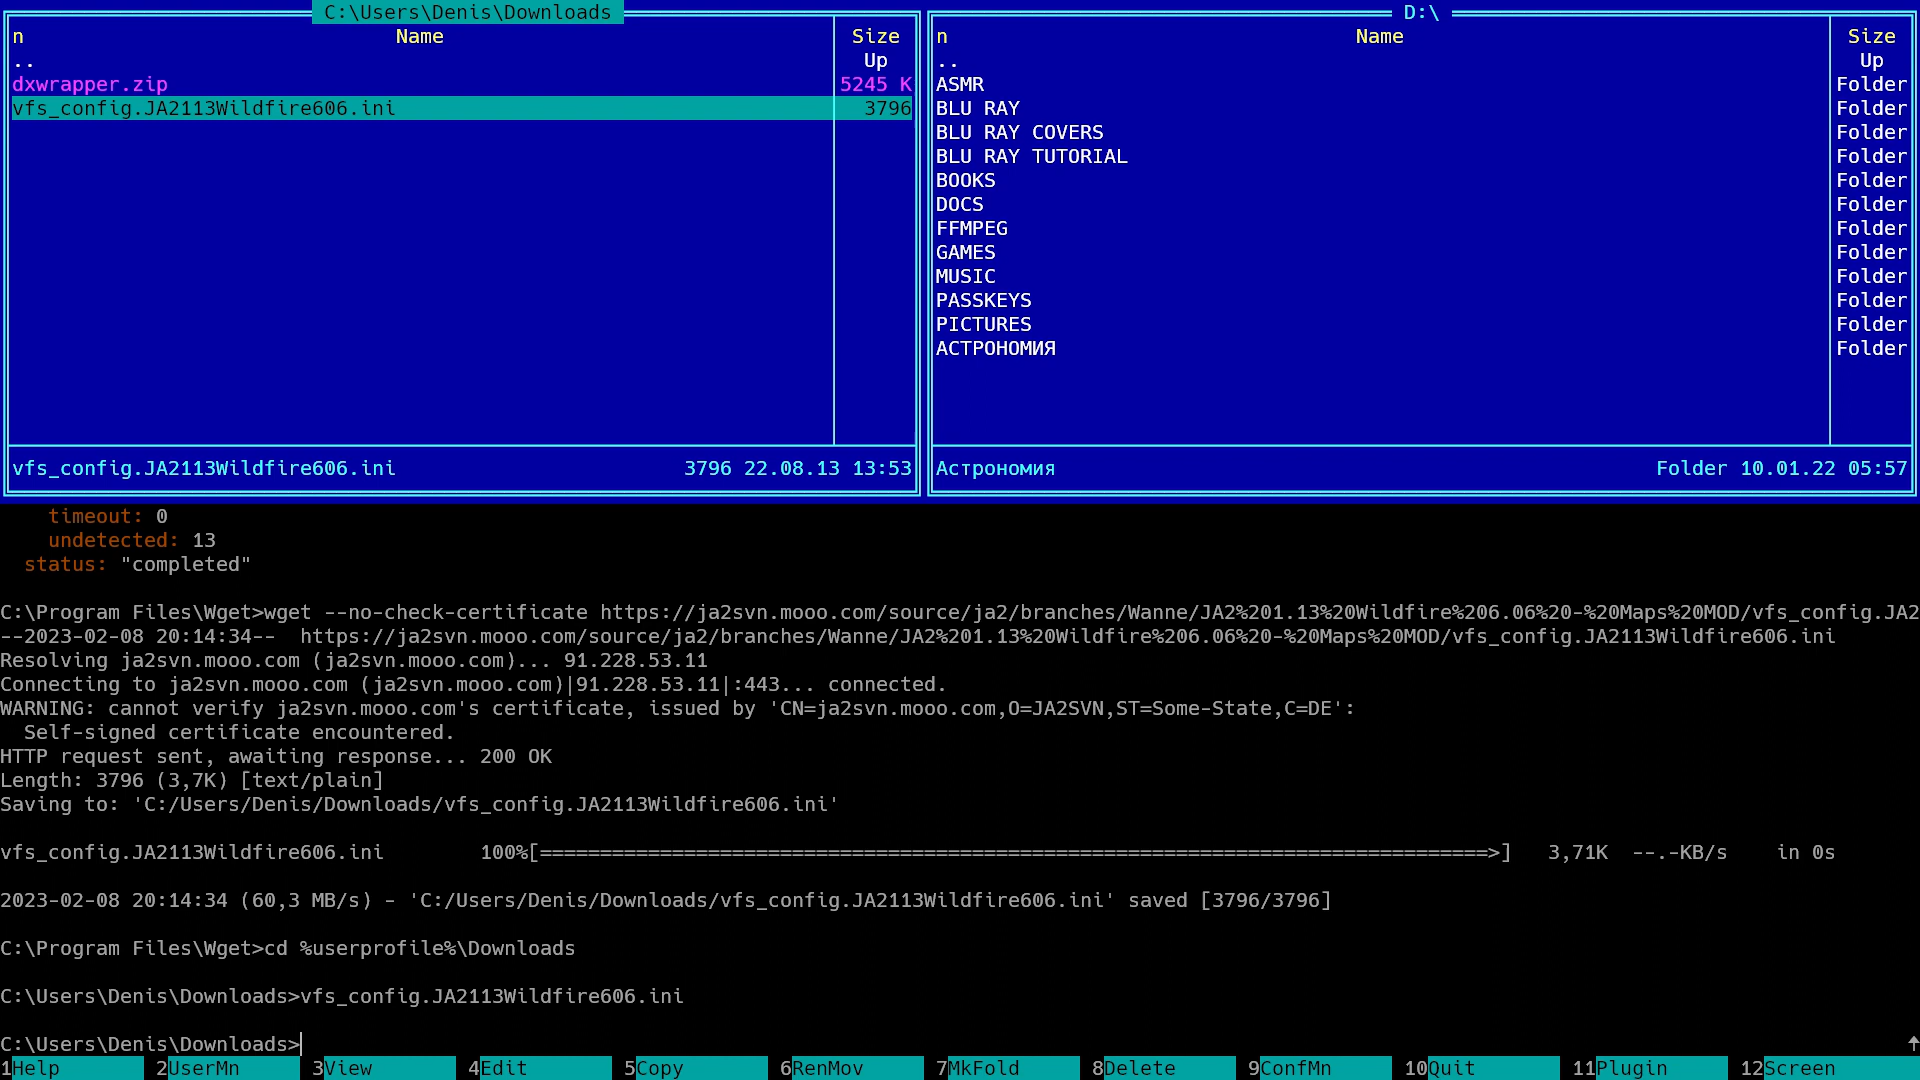 C:\Users\Denis\Downloads
n Name Size
.. Up
dxwrapper.zip 5245 K
vfs_config.JA2113Wildfire606.ini 3796
vfs_config.JA2113Wildfire606.ini 3796 22.08.13 13:53
D:\
n Name Size
.. Up
ASMR Folder
BLU RAY Folder
BLU RAY COVERS Folder
BLU RAY TUTORIAL Folder
BOOKS Folder
DOCS Folder
FFMPEG Folder
GAMES Folder
MUSIC Folder
PASSKEYS Folder
PICTURES Folder
АСТРОНОМИЯ Folder
Астрономия Folder 10.01.22 05:57
timeout: 0
undetected: 13
status: "completed"
C:\Program Files\Wget>wget --no-check-certificate https://ja2svn.mooo.com/source/ja2/branches/Wanne/JA2%201.13%20Wildfire%206.06%20-%20Maps%20MOD/vfs_config.JA2
--2023-02-08 20:14:34-- https://ja2svn.mooo.com/source/ja2/branches/Wanne/JA2%201.13%20Wildfire%206.06%20-%20Maps%20MOD/vfs_config.JA2113Wildfire606.ini
Resolving ja2svn.mooo.com (ja2svn.mooo.com)... 91.228.53.11
Connecting to ja2svn.mooo.com (ja2svn.mooo.com)|91.228.53.11|:443... connected.
WARNING: cannot verify ja2svn.mooo.com's certificate, issued by 'CN=ja2svn.mooo.com,O=JA2SVN,ST=Some-State,C=DE':
Self-signed certificate encountered.
HTTP request sent, awaiting response... 200 OK
Length: 3796 (3,7K) [text/plain]
Saving to: 'C:/Users/Denis/Downloads/vfs_config.JA2113Wildfire606.ini'
vfs_config.JA2113Wildfire606.ini 100%[===============================================================================>] 3,71K --.-KB/s in 0s
2023-02-08 20:14:34 (60,3 MB/s) - 'C:/Users/Denis/Downloads/vfs_config.JA2113Wildfire606.ini' saved [3796/3796]
C:\Program Files\Wget>cd %userprofile%\Downloads
C:\Users\Denis\Downloads>vfs_config.JA2113Wildfire606.ini
C:\Users\Denis\Downloads>
1Help 2UserMn 3View 4Edit 5Copy 6RenMov 7MkFold 8Delete 9ConfMn 10Quit 11Plugin 12Screen